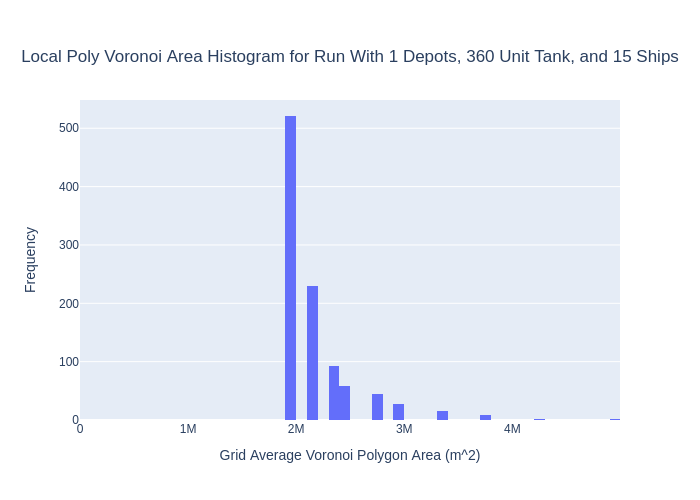 Local Poly Voronoi Area Histogram for Run With 1 Depots, 360 Unit Tank, and 15 Ships
Frequency
500
400
300
200
100
0
0 1M 2M 3M 4M
Grid Average Voronoi Polygon Area (m^2)